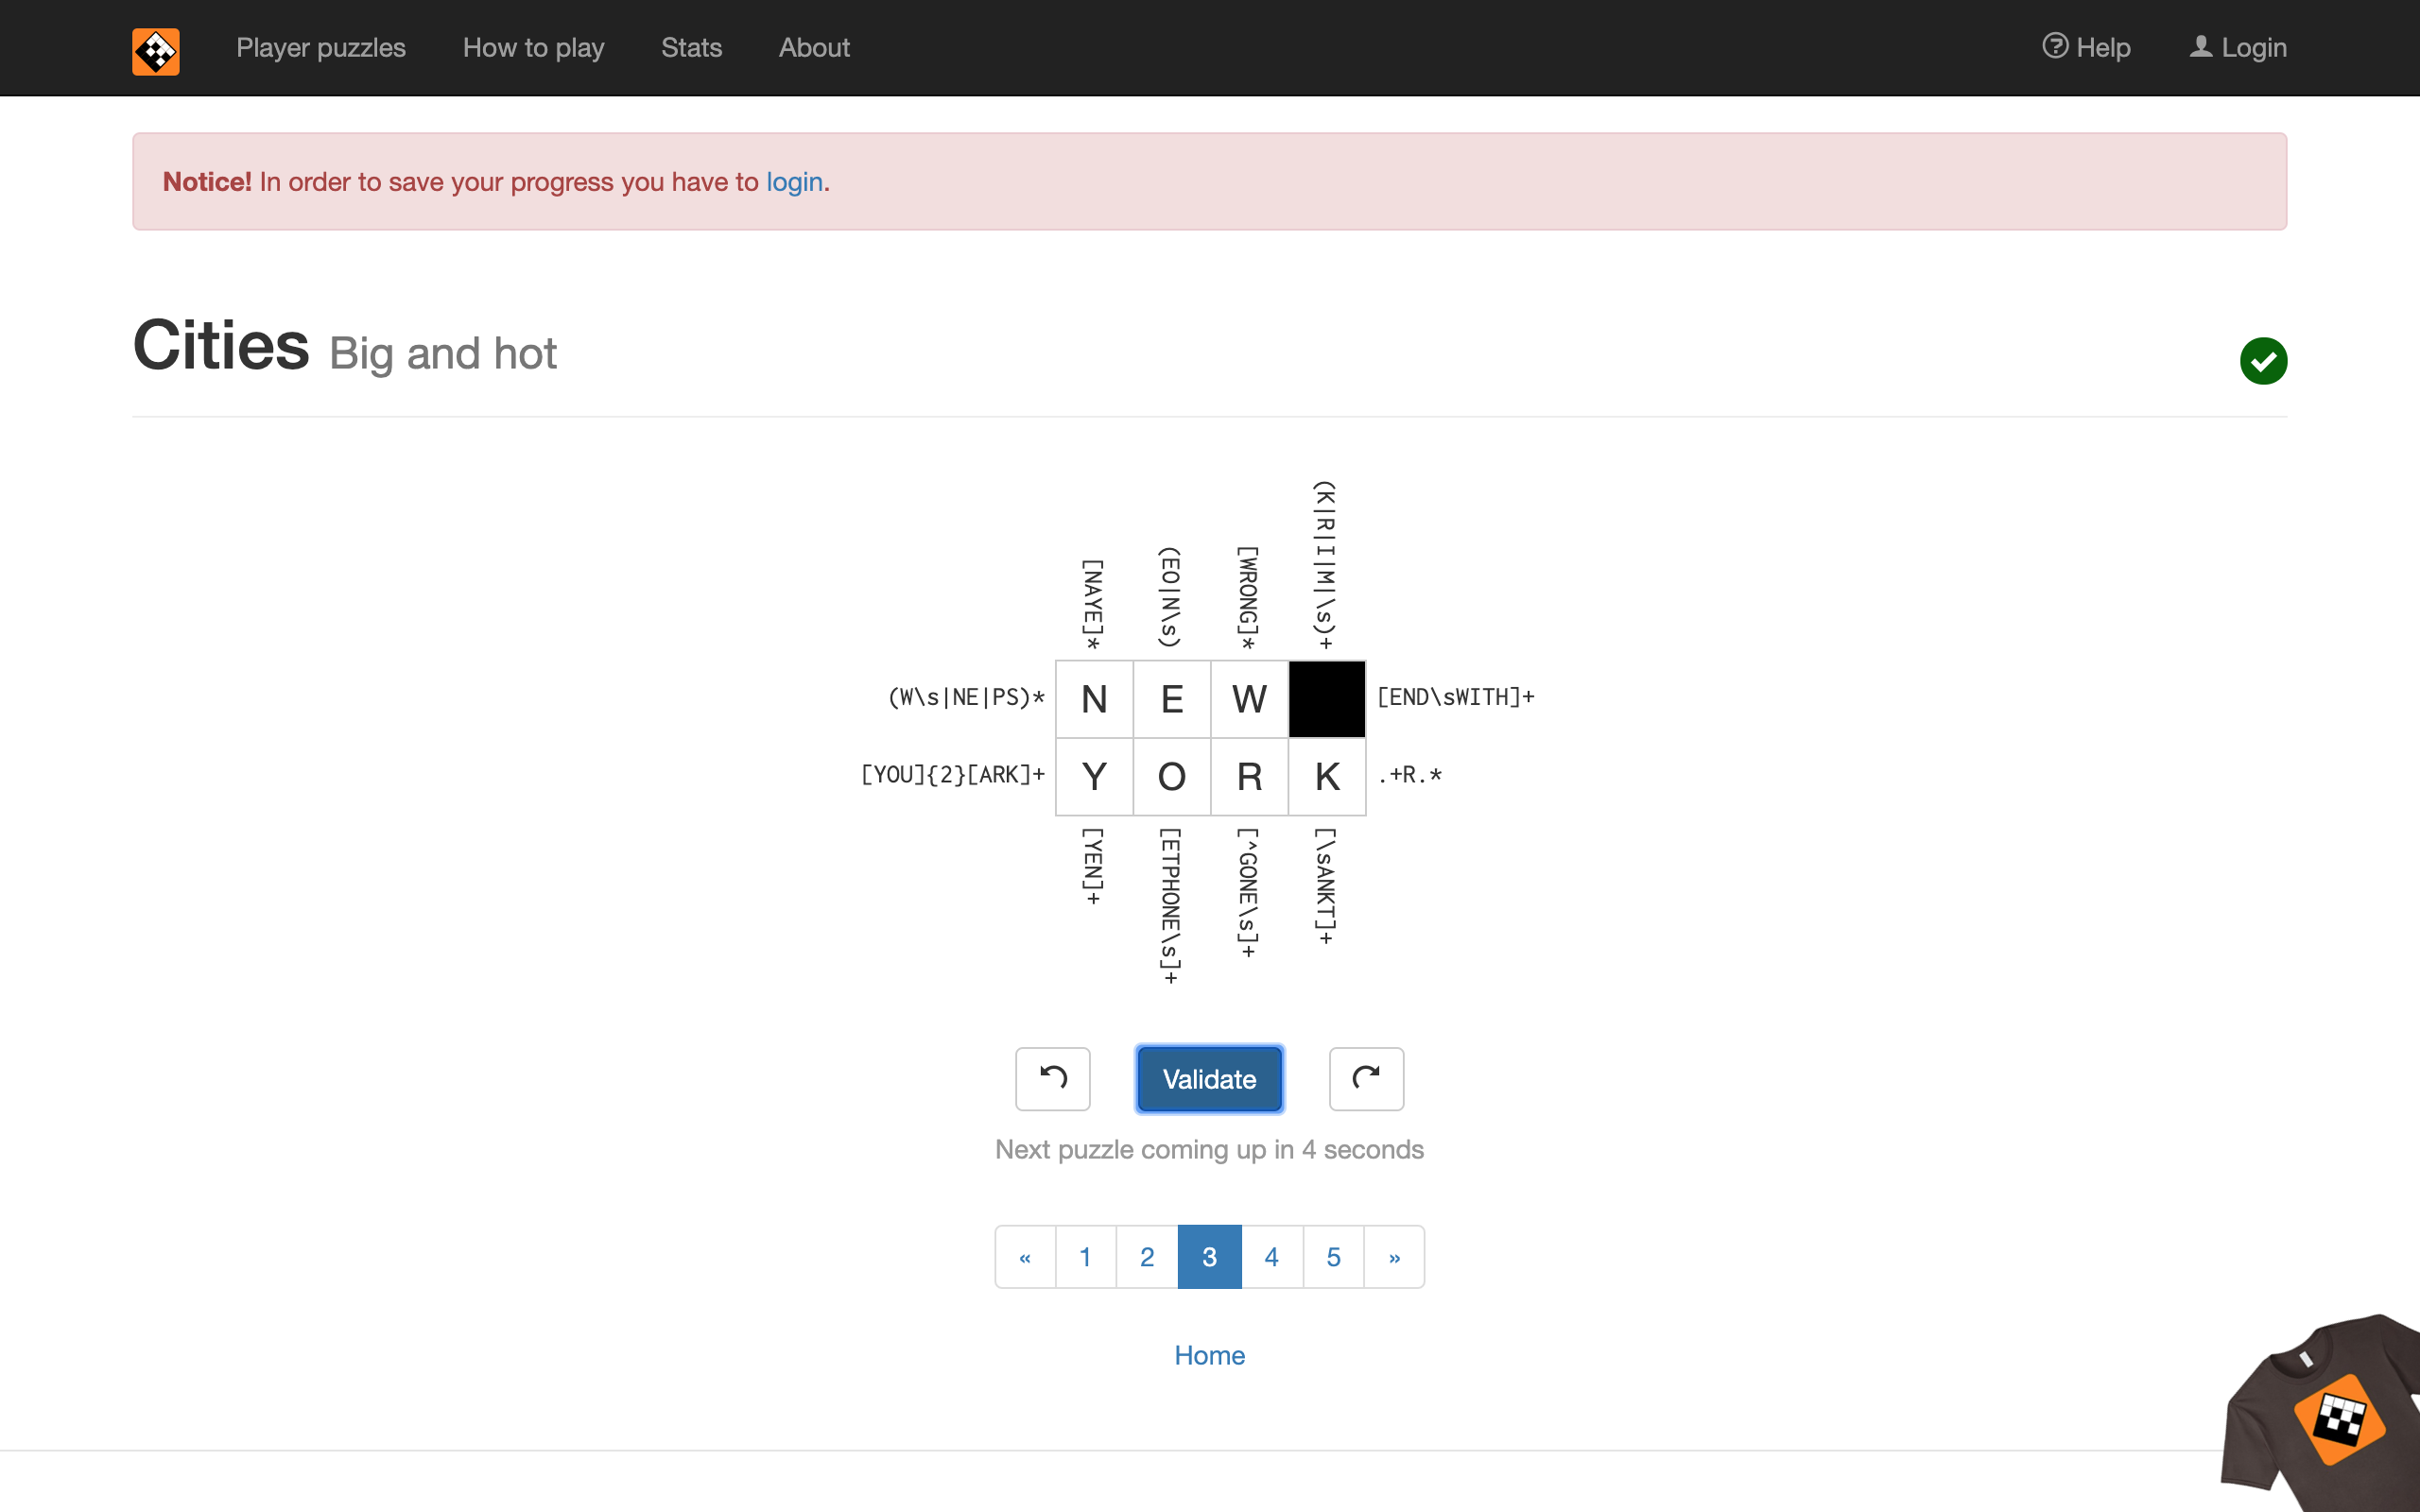 Player puzzles How to play Stats About Help Login
Notice! In order to save your progress you have to login.
Cities Big and hot
[NAYE]* (EO|N\s) [WRONG]* (K|R|I|M|\s)+
(W\s|NE|PS)* N E W [END\sWITH]+
[YOU]{2}[ARK]+ Y O R K .+R.*
[YEN]+ [ETPHONE\s]+ [^GONE\s]+ [\sANKT]+
Validate
Next puzzle coming up in 4 seconds
« 1 2 3 4 5 »
Home